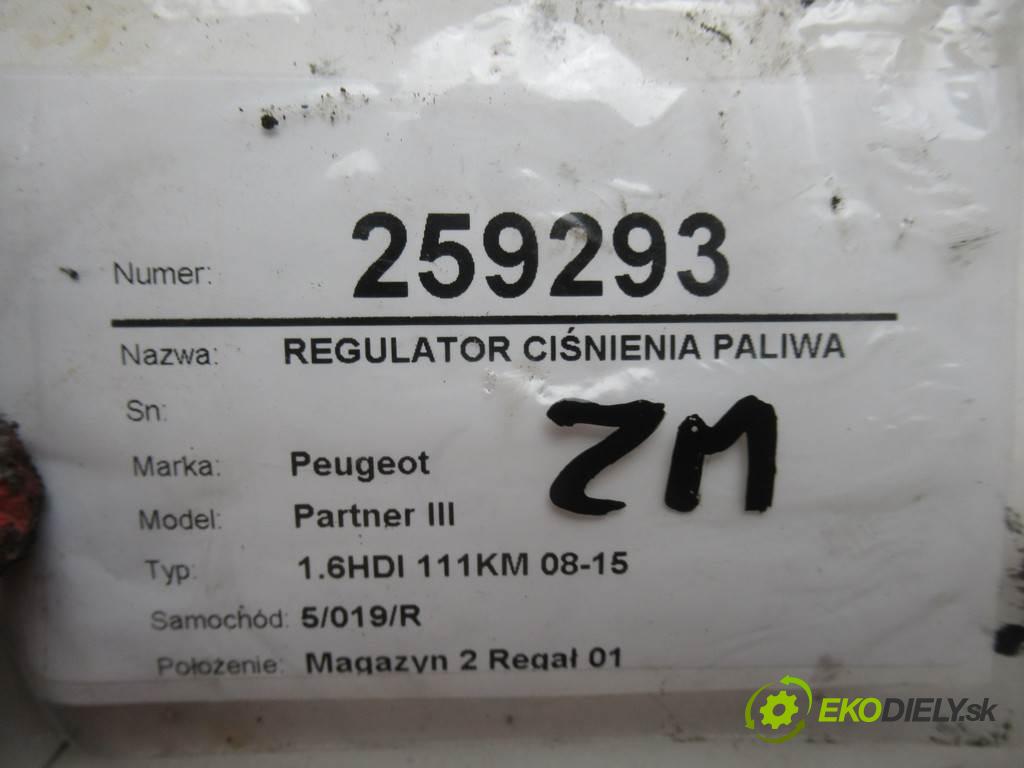 Numer: 259293
Nazwa: REGULATOR CIŚNIENIA PALIWA
Sn:
ZM
Marka: Peugeot
Model: Partner III
Typ: 1.6HDI 111KM 08-15
Samochód: 5/019/R
Położenie: Magazyn 2 Regał 01
EKODIELY.sk